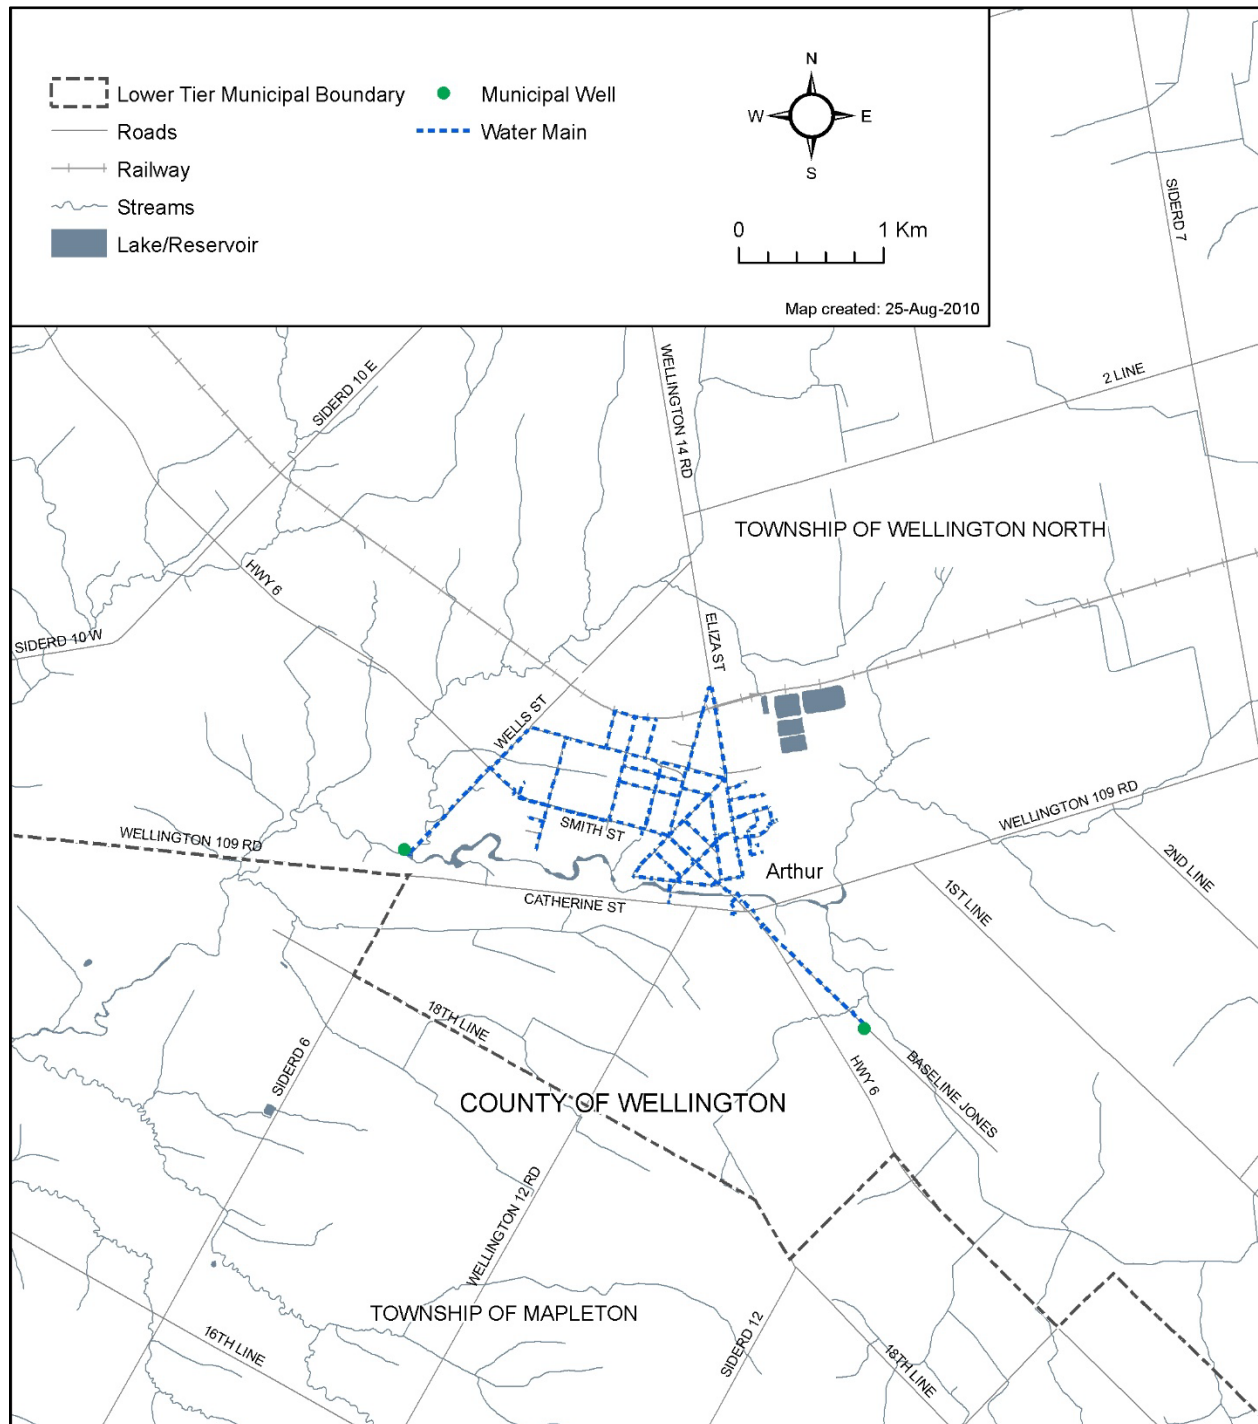 Lower Tier Municipal Boundary
Roads
Railway
Streams
Lake/Reservoir
Municipal Well
Water Main
N
W
E
S
0
1 Km
Map created: 25-Aug-2010
SIDERD 7
SIDERD 10 E
WELLINGTON 14 RD
2 LINE
TOWNSHIP OF WELLINGTON NORTH
HWY 6
SIDERD 10 W
ELIZA ST
WELLS ST
WELLINGTON 109 RD
WELLINGTON 109 RD
SMITH ST
2ND LINE
Arthur
1ST LINE
CATHERINE ST
18TH LINE
SIDERD 6
HWY 6
BASELINE JONES
COUNTY OF WELLINGTON
WELLINGTON 12 RD
TOWNSHIP OF MAPLETON
16TH LINE
SIDERD 12
18TH LINE